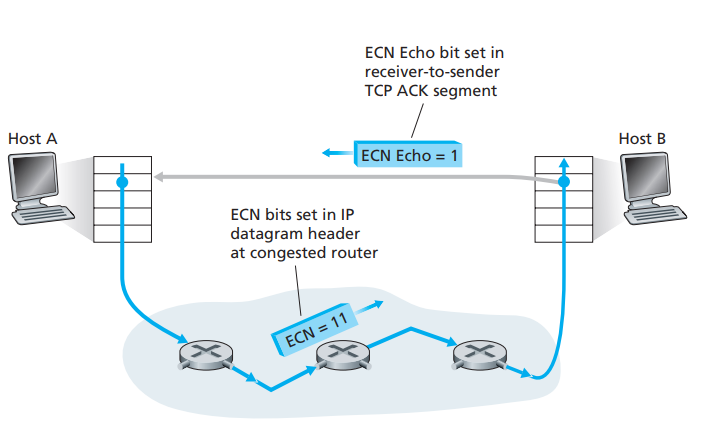 ECN Echo bit set in
receiver-to-sender
TCP ACK segment
Host A
Host B
ECN Echo = 1
ECN bits set in IP
datagram header
at congested router
ECN = 11